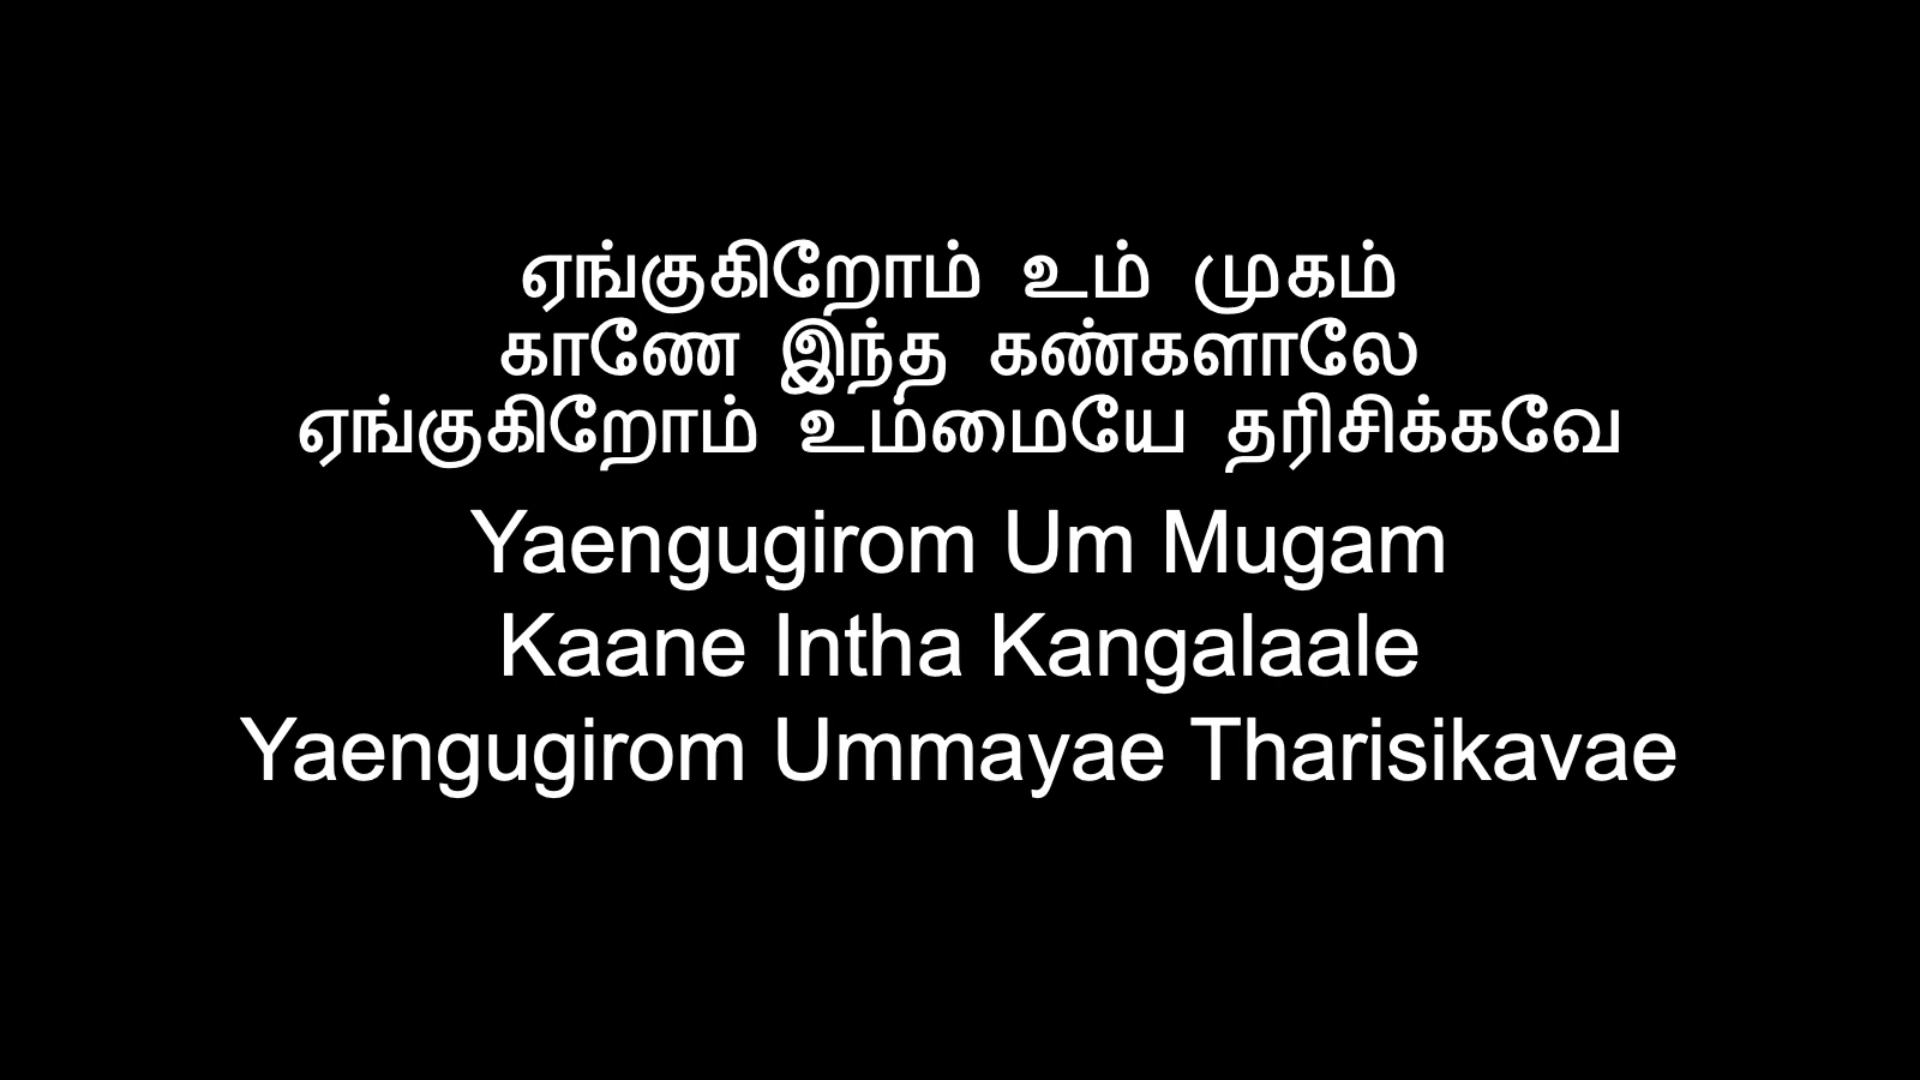 ஏங்குகிறோம் உம் முகம்
காணே இந்த கண்களாலே
ஏங்குகிறோம் உம்மையே தரிசிக்கவே
Yaengugirom Um Mugam
Kaane Intha Kangalaale
Yaengugirom Ummayae Tharisikavae